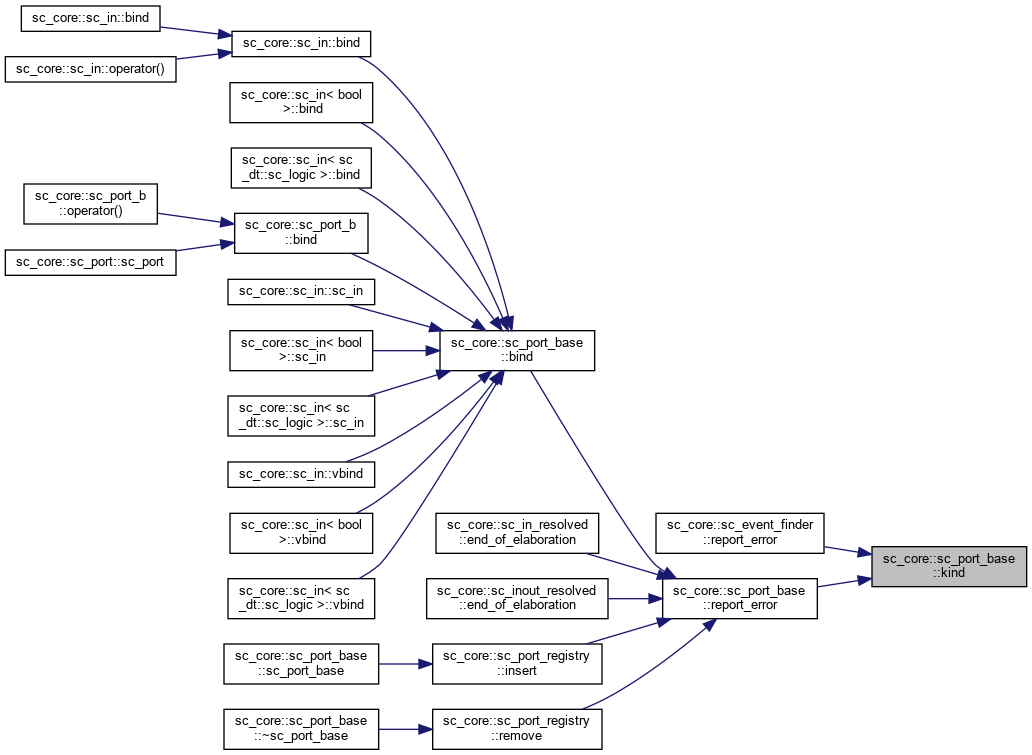 sc_core::sc_in::bind
sc_core::sc_in::operator()
sc_core::sc_in::bind
sc_core::sc_in< bool
>::bind
sc_core::sc_in< sc
_dt::sc_logic >::bind
sc_core::sc_port_b
::operator()
sc_core::sc_port::sc_port
sc_core::sc_port_b
::bind
sc_core::sc_in::sc_in
sc_core::sc_in< bool
>::sc_in
sc_core::sc_in< sc
_dt::sc_logic >::sc_in
sc_core::sc_in::vbind
sc_core::sc_in< bool
>::vbind
sc_core::sc_in< sc
_dt::sc_logic >::vbind
sc_core::sc_port_base
::bind
sc_core::sc_in_resolved
::end_of_elaboration
sc_core::sc_inout_resolved
::end_of_elaboration
sc_core::sc_port_base
::sc_port_base
sc_core::sc_port_registry
::insert
sc_core::sc_port_base
::~sc_port_base
sc_core::sc_port_registry
::remove
sc_core::sc_event_finder
::report_error
sc_core::sc_port_base
::report_error
sc_core::sc_port_base
::kind